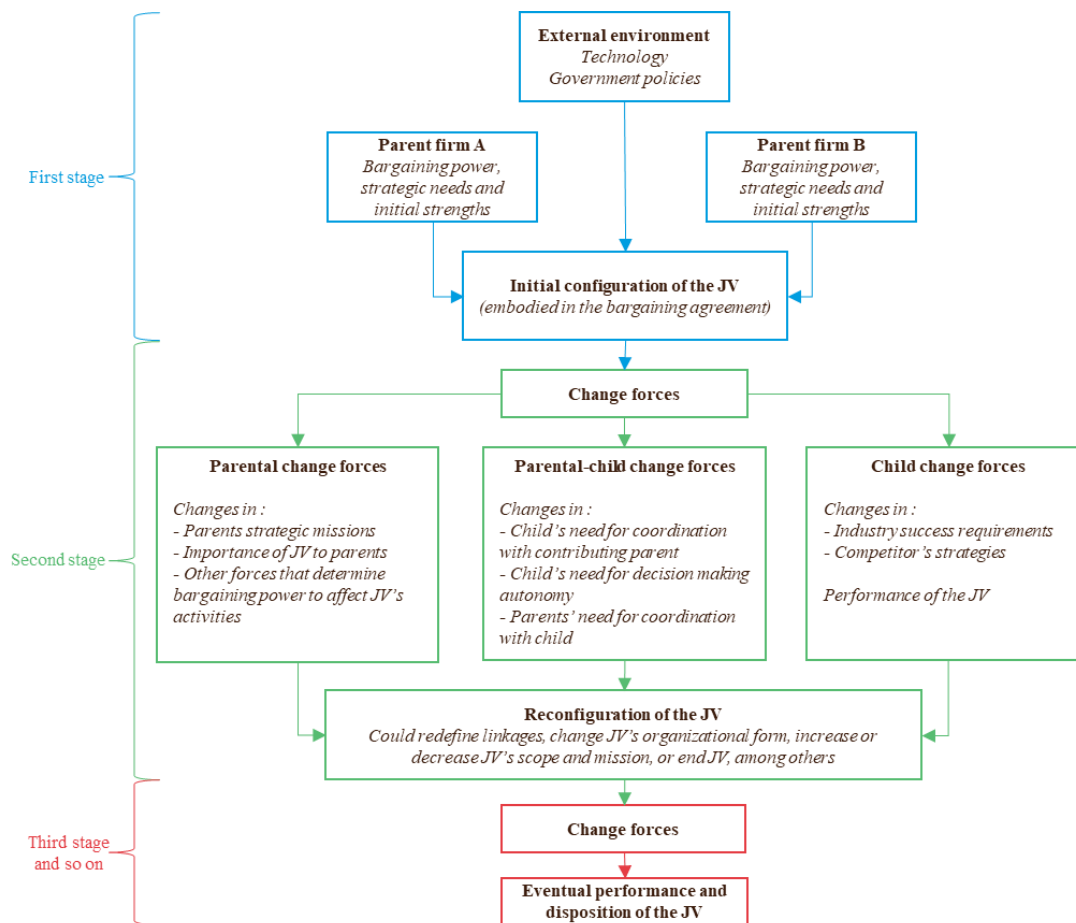 External environment
Technology
Government policies
Parent firm A
Bargaining power,
strategic needs and
initial strengths
Parent firm B
Bargaining power,
strategic needs and
initial strengths
First stage
Initial configuration of the JV
(embodied in the bargaining agreement)
Change forces
Parental change forces
Changes in :
- Parents strategic missions
- Importance of JV to parents
- Other forces that determine
bargaining power to affect JV's
activities
Parental-child change forces
Changes in :
- Child's need for coordination
with contributing parent
- Child's need for decision making
autonomy
- Parents' need for coordination
with child
Child change forces
Changes in :
- Industry success requirements
- Competitor's strategies
Performance of the JV
Second stage
Reconfiguration of the JV
Could redefine linkages, change JV's organizational form, increase or
decrease JV's scope and mission, or end JV, among others
Third stage
and so on
Change forces
Eventual performance and
disposition of the JV